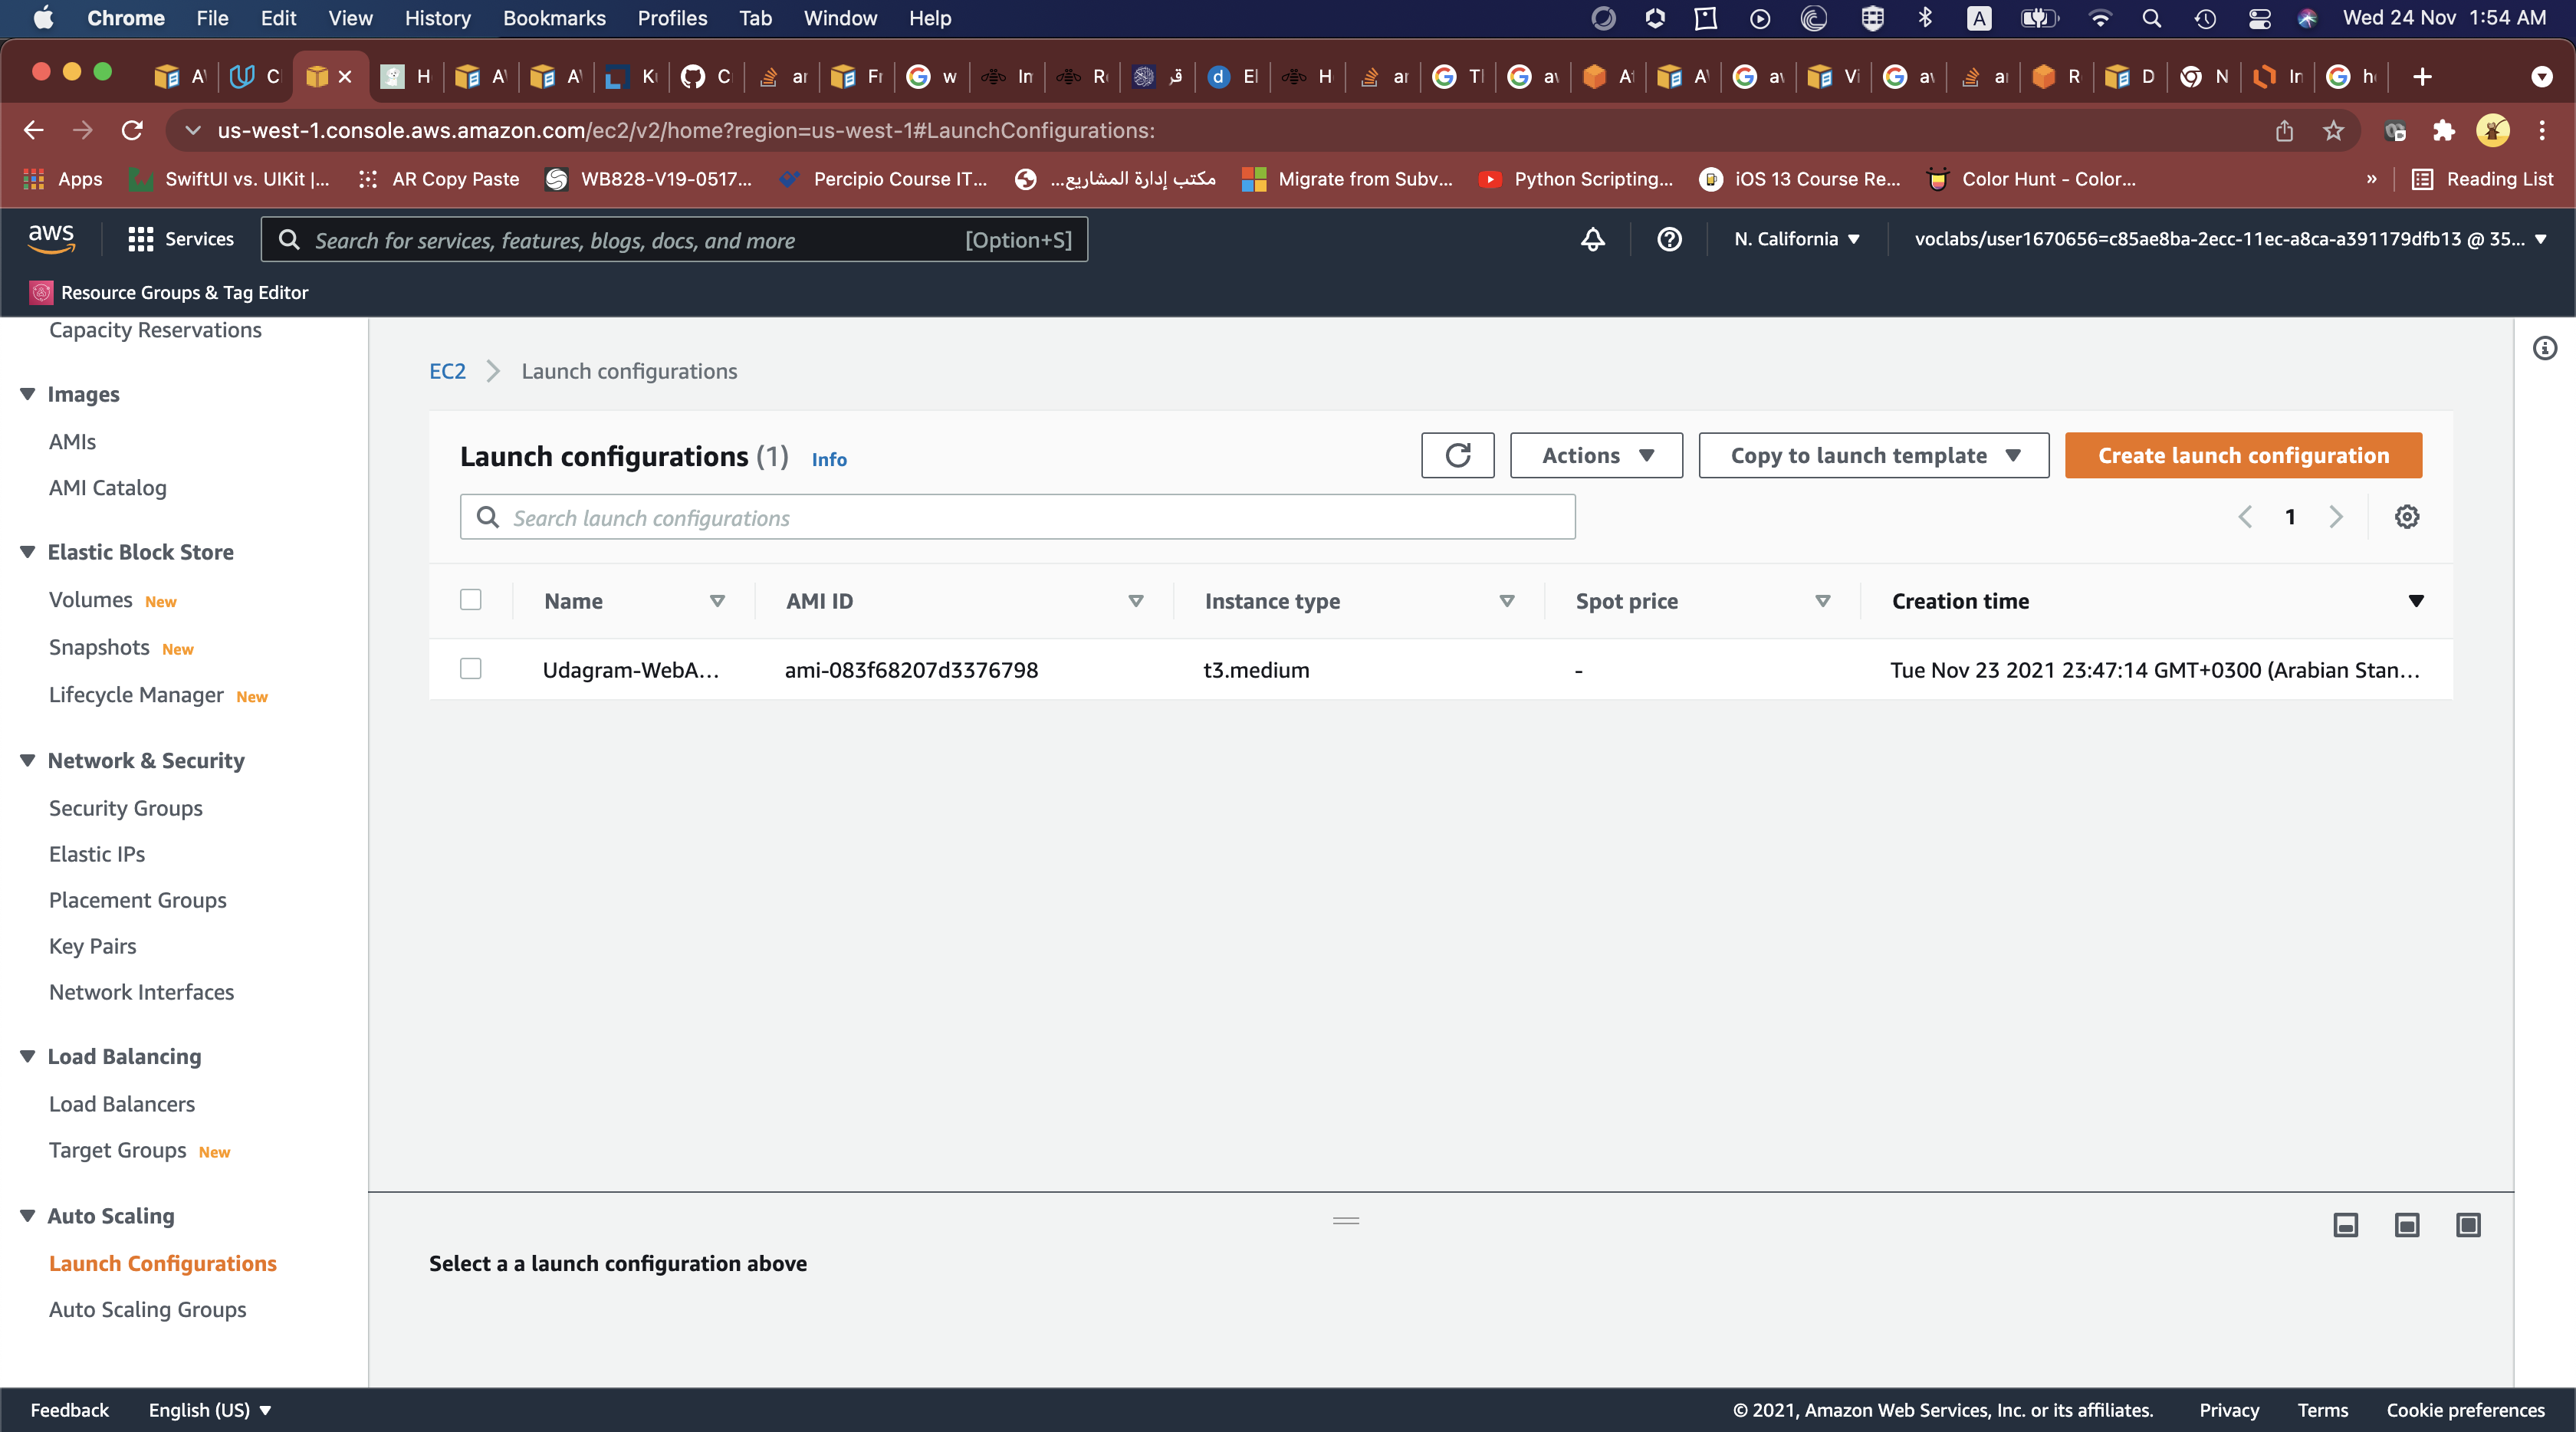 Chrome File Edit View History Bookmarks Profiles Tab Window Help A Wed 24 Nov 1:54 AM
us-west-1.console.aws.amazon.com/ec2/v2/home?region=us-west-1#LaunchConfigurations:
Apps SwiftUI vs. UIKit |... AR Copy Paste WB828-V19-0517... Percipio Course IT... مكتب إدارة المشاريع... Migrate from Subv... Python Scripting... iOS 13 Course Re... Color Hunt - Color... » Reading List
aws Services Search for services, features, blogs, docs, and more [Option+S] N. California voclabs/user1670656=c85ae8ba-2ecc-11ec-a8ca-a391179dfb13 @ 35...
Resource Groups & Tag Editor
Capacity Reservations
Images
AMIs
AMI Catalog
Elastic Block Store
Volumes New
Snapshots New
Lifecycle Manager New
Network & Security
Security Groups
Elastic IPs
Placement Groups
Key Pairs
Network Interfaces
Load Balancing
Load Balancers
Target Groups New
Auto Scaling
Launch Configurations
Auto Scaling Groups
EC2 > Launch configurations
Launch configurations (1) Info Actions Copy to launch template Create launch configuration
Search launch configurations 1
Name AMI ID Instance type Spot price Creation time
Udagram-WebA... ami-083f68207d3376798 t3.medium - Tue Nov 23 2021 23:47:14 GMT+0300 (Arabian Stan...
Select a a launch configuration above
Feedback English (US) © 2021, Amazon Web Services, Inc. or its affiliates. Privacy Terms Cookie preferences